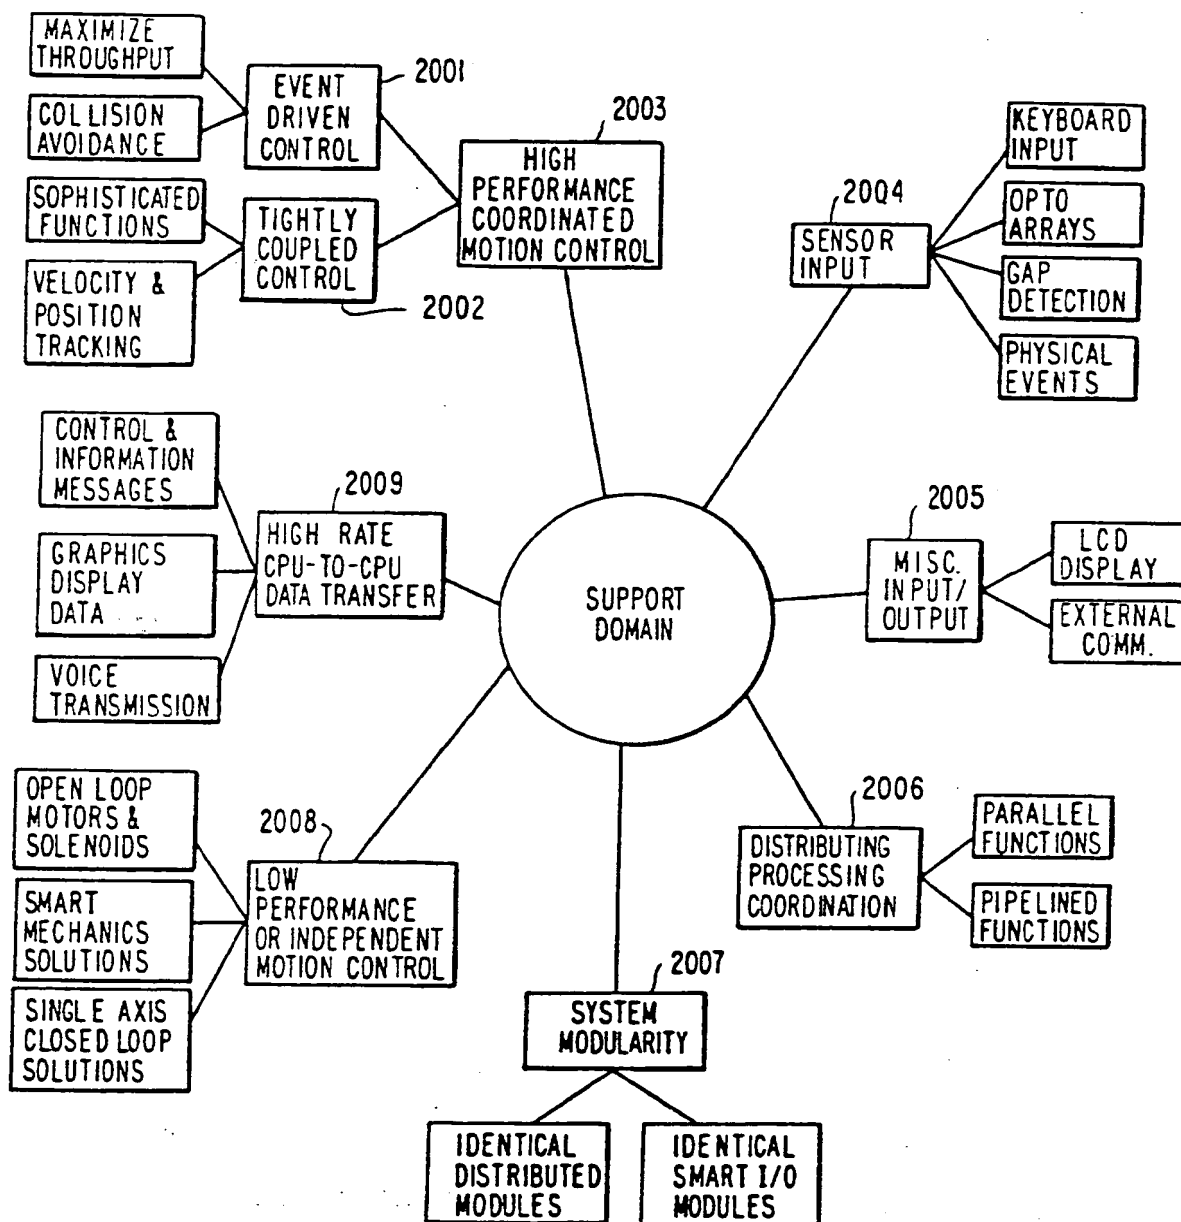 MAXIMIZE
THROUGHPUT
COLLISION
AVOIDANCE
EVENT
DRIVEN
CONTROL
2001
SOPHISTICATED
FUNCTIONS
VELOCITY &
POSITION
TRACKING
TIGHTLY
COUPLED
CONTROL
2002
2003
HIGH
PERFORMANCE
COORDINATED
MOTION CONTROL
2004
SENSOR
INPUT
KEYBOARD
INPUT
OPTO
ARRAYS
GAP
DETECTION
PHYSICAL
EVENTS
CONTROL &
INFORMATION
MESSAGES
GRAPHICS
DISPLAY
DATA
VOICE
TRANSMISSION
2009
HIGH RATE
CPU-TO-CPU
DATA TRANSFER
SUPPORT
DOMAIN
2005
MISC.
INPUT/
OUTPUT
LCD
DISPLAY
EXTERNAL
COMM.
OPEN LOOP
MOTORS &
SOLENOIDS
SMART
MECHANICS
SOLUTIONS
SINGLE AXIS
CLOSED LOOP
SOLUTIONS
2008
LOW
PERFORMANCE
OR INDEPENDENT
MOTION CONTROL
2006
DISTRIBUTING
PROCESSING
COORDINATION
PARALLEL
FUNCTIONS
PIPELINED
FUNCTIONS
2007
SYSTEM
MODULARITY
IDENTICAL
DISTRIBUTED
MODULES
IDENTICAL
SMART I/O
MODULES